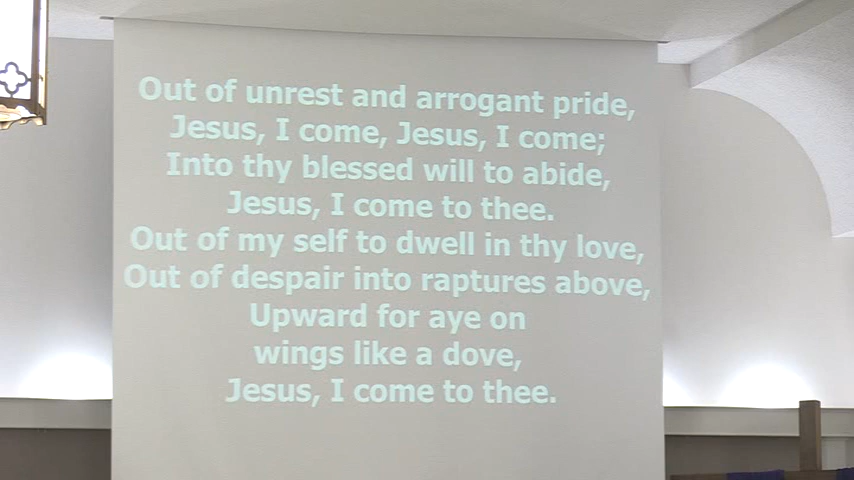 Out of unrest and arrogant pride,
Jesus, I come, Jesus, I come;
Into thy blessed will to abide,
Jesus, I come to thee.
Out of my self to dwell in thy love,
Out of despair into raptures above,
Upward for aye on
wings like a dove,
Jesus, I come to thee.